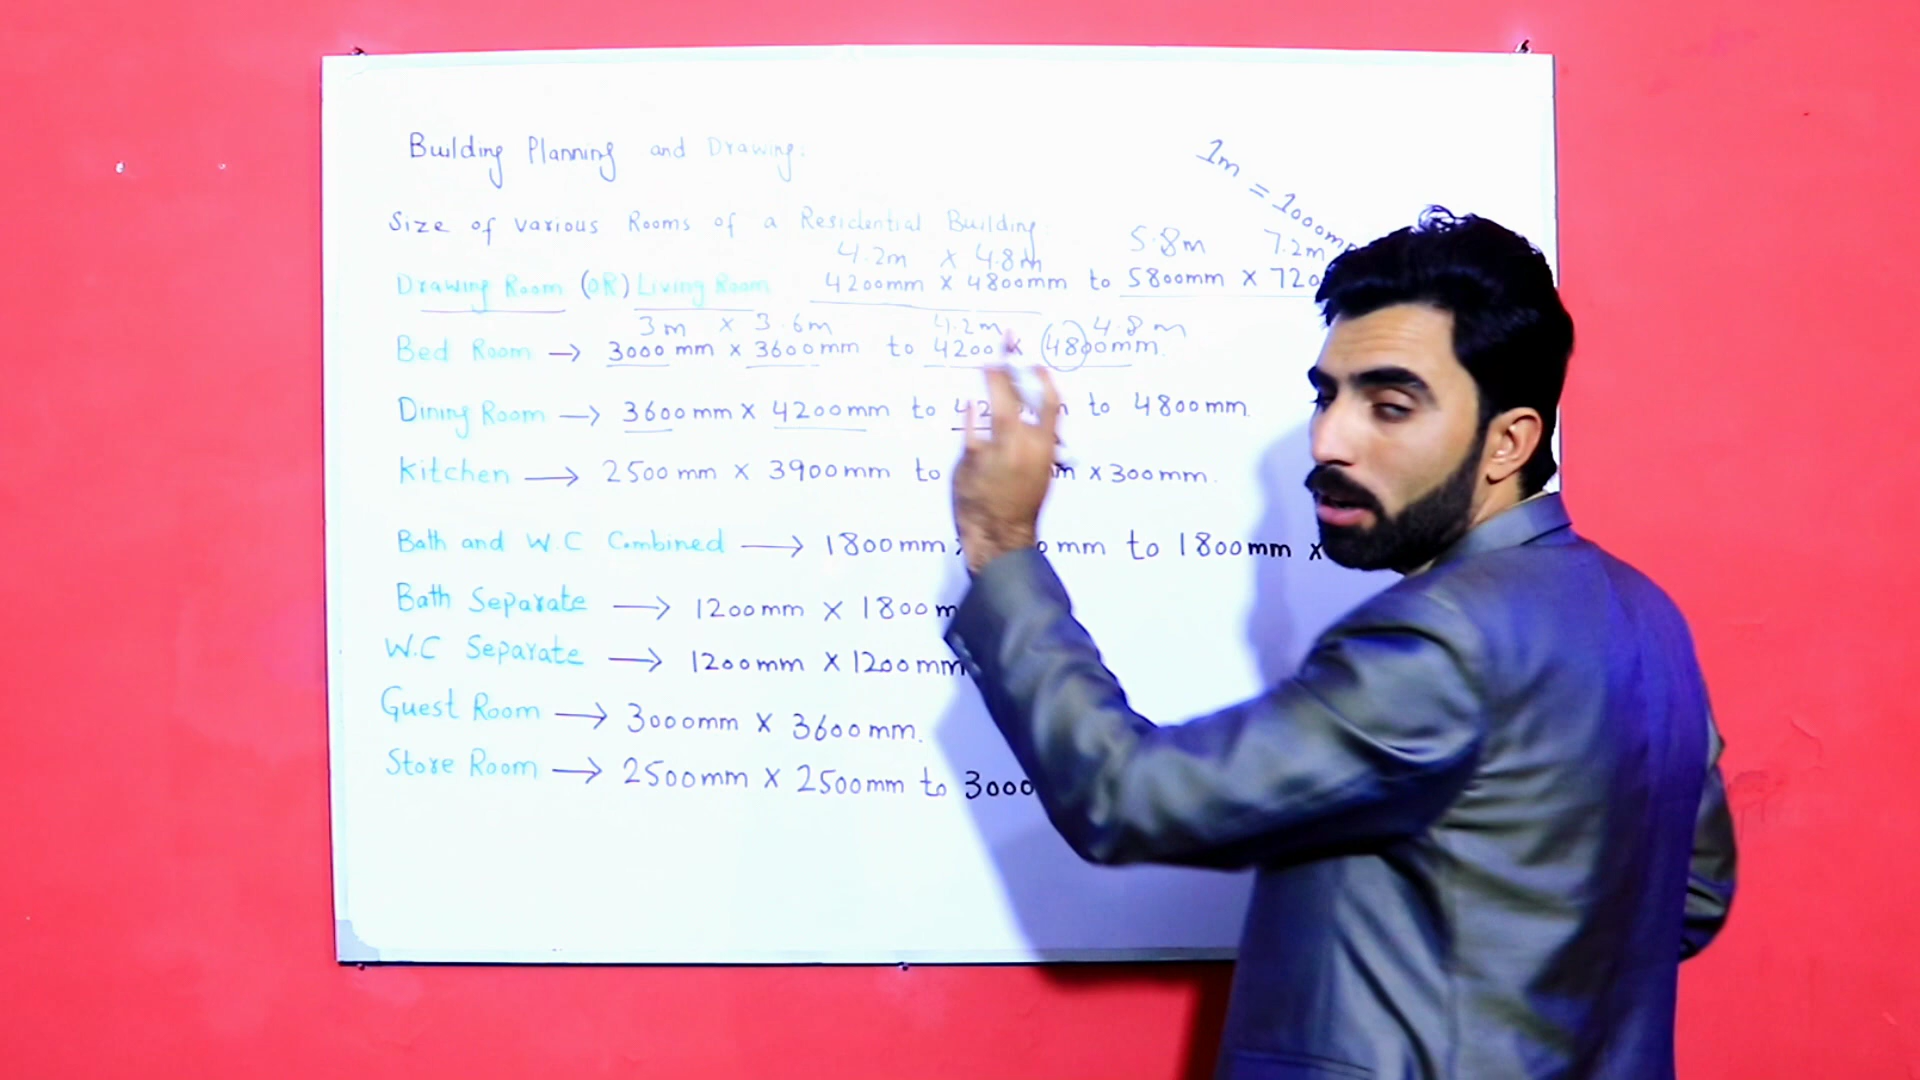 Building Planning and Drawing:
1m = 1000m
Size of various Rooms of a Residential Building:
4.2m x 4.8m 5.8m 7.2m
Drawing Room (OR) Living Room 4200mm x 4800mm to 5800mm x 720
3m x 3.6m 4.2m 4.8m
Bed Room → 3000mm x 3600mm to 4200 x 4800mm.
Dining Room → 3600mm x 4200mm to 42 m to 4800mm.
Kitchen → 2500mm x 3900mm to m x 300mm.
Bath and W.C Combined → 1800mm x mm to 1800mm x
Bath Separate → 1200mm x 1800m
W.C Separate → 1200mm x 1200mm
Guest Room → 3000mm x 3600mm.
Store Room → 2500mm x 2500mm to 3000